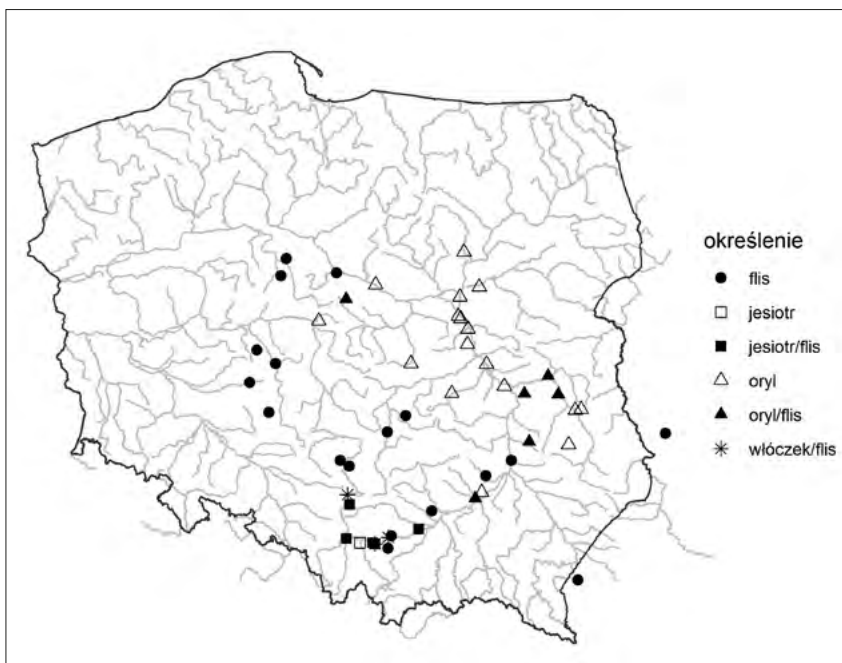 określenie
flis
jesiotr
jesiotr/flis
oryl
oryl/flis
włóczek/flis